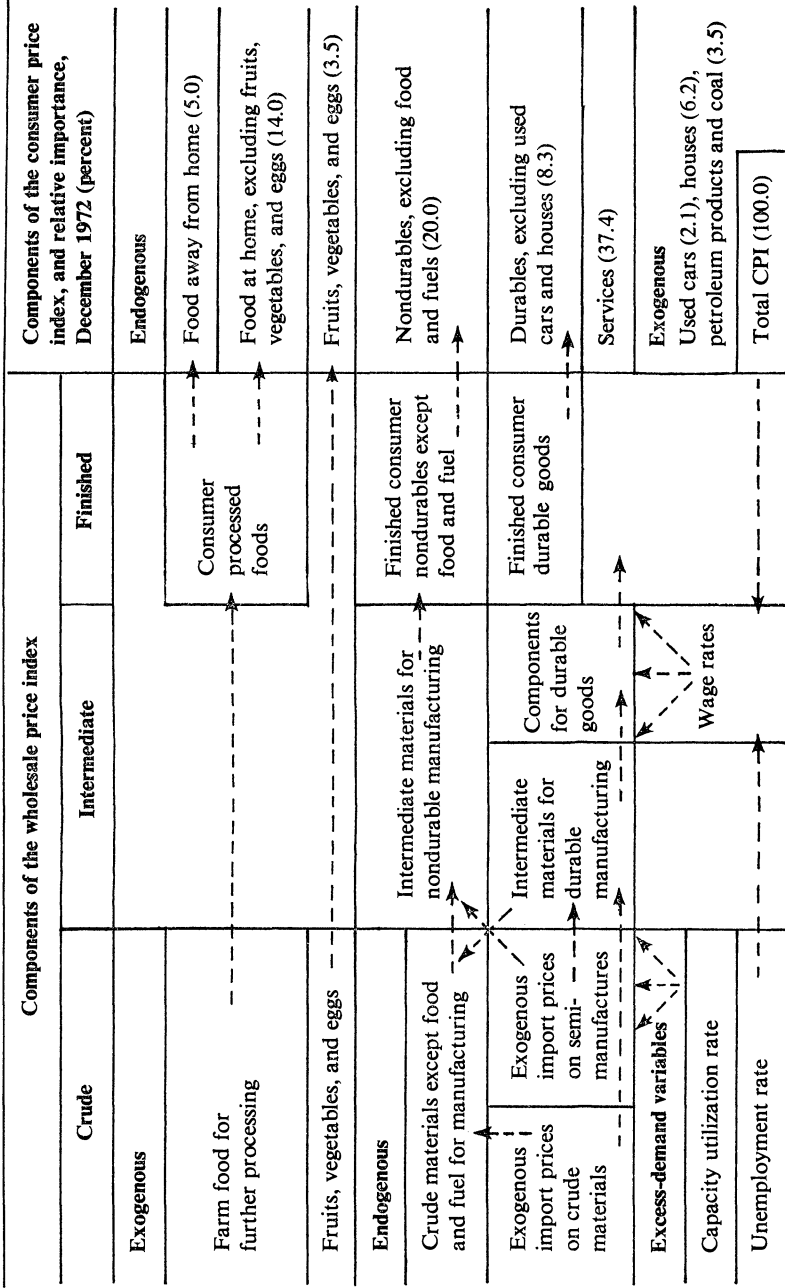 Components of the wholesale price index
Components of the consumer price
index, and relative importance,
December 1972 (percent)
Crude
Intermediate
Finished
Exogenous
Endogenous
Farm food for
further processing
Consumer
processed
foods
Food away from home (5.0)
Food at home, excluding fruits,
vegetables, and eggs (14.0)
Fruits, vegetables, and eggs
Fruits, vegetables, and eggs (3.5)
Endogenous
Crude materials except food
and fuel for manufacturing
Intermediate materials for
nondurable manufacturing
Finished consumer
nondurables except
food and fuel
Nondurables, excluding food
and fuels (20.0)
Exogenous
import prices
on crude
materials
Exogenous
import prices
on semi-
manufactures
Intermediate
materials for
durable
manufacturing
Components
for durable
goods
Finished consumer
durable goods
Durables, excluding used
cars and houses (8.3)
Services (37.4)
Excess-demand variables
Capacity utilization rate
Unemployment rate
Wage rates
Exogenous
Used cars (2.1), houses (6.2),
petroleum products and coal (3.5)
Total CPI (100.0)